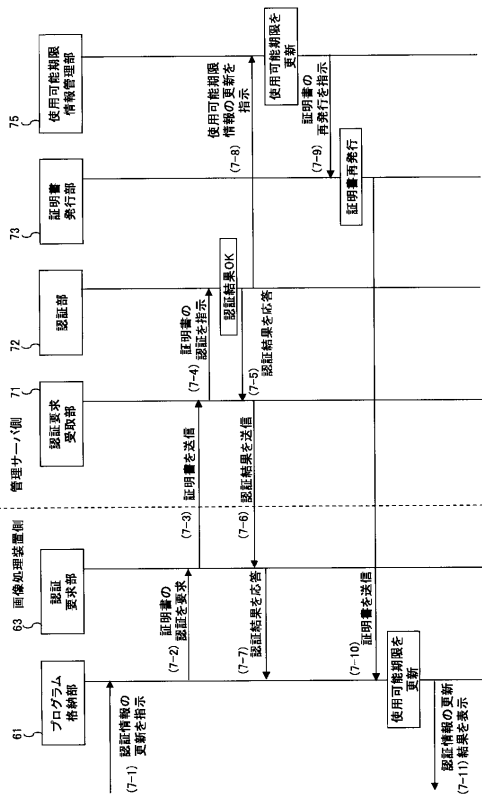 画像処理装置側
管理サーバ側
61
プログラム
格納部
63
認証
要求部
71
認証要求
受取部
72
認証部
73
証明書
発行部
75
使用可能期限
情報管理部
(7-1)
認証情報の
更新を指示
(7-2)
証明書の
認証を要求
(7-3)
証明書を送信
(7-4)
証明書の
認証を指示
認証結果OK
(7-5)
認証結果を応答
(7-6)
認証結果を送信
(7-7)
認証結果を応答
(7-8)
使用可能期限
情報の更新を
指示
使用可能期限を
更新
(7-9)
証明書の
再発行を指示
証明書再発行
(7-10)
証明書を送信
使用可能期限を
更新
認証情報の更新
(7-11)結果を表示